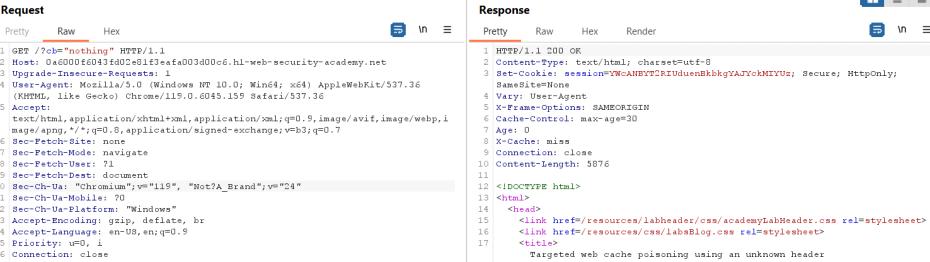 Request
Pretty Raw Hex \n
1 GET /?cb="nothing" HTTP/1.1
2 Host: 0a6000f6043fd02e81f3eafa003d00c6.h1-web-security-academy.net
3 Upgrade-Insecure-Requests: 1
4 User-Agent: Mozilla/5.0 (Windows NT 10.0; Win64; x64) AppleWebKit/537.36
(KHTML, like Gecko) Chrome/119.0.6045.159 Safari/537.36
5 Accept:
text/html,application/xhtml+xml,application/xml;q=0.9,image/avif,image/webp,i
mage/apng,*/*;q=0.8,application/signed-exchange;v=b3;q=0.7
6 Sec-Fetch-Site: none
7 Sec-Fetch-Mode: navigate
8 Sec-Fetch-User: ?1
9 Sec-Fetch-Dest: document
0 Sec-Ch-Ua: "Chromium";v="119", "Not?A_Brand";v="24"
1 Sec-Ch-Ua-Mobile: ?0
2 Sec-Ch-Ua-Platform: "Windows"
3 Accept-Encoding: gzip, deflate, br
4 Accept-Language: en-US,en;q=0.9
5 Priority: u=0, i
6 Connection: close
Response
Pretty Raw Hex Render \n
1 HTTP/1.1 200 OK
2 Content-Type: text/html; charset=utf-8
3 Set-Cookie: Secure; HttpOnly;
SameSite=None
4 Vary: User-Agent
5 X-Frame-Options: SAMEORIGIN
6 Cache-Control: max-age=30
7 Age: 0
8 X-Cache: miss
9 Connection: close
10 Content-Length: 5876
11
12 <!DOCTYPE html>
13 <html>
14 <head>
15 <link href=/resources/labheader/css/academyLabHeader.css rel=stylesheet>
16 <link href=/resources/css/labsBlog.css rel=stylesheet>
17 <title>
Targeted web cache poisoning using an unknown header